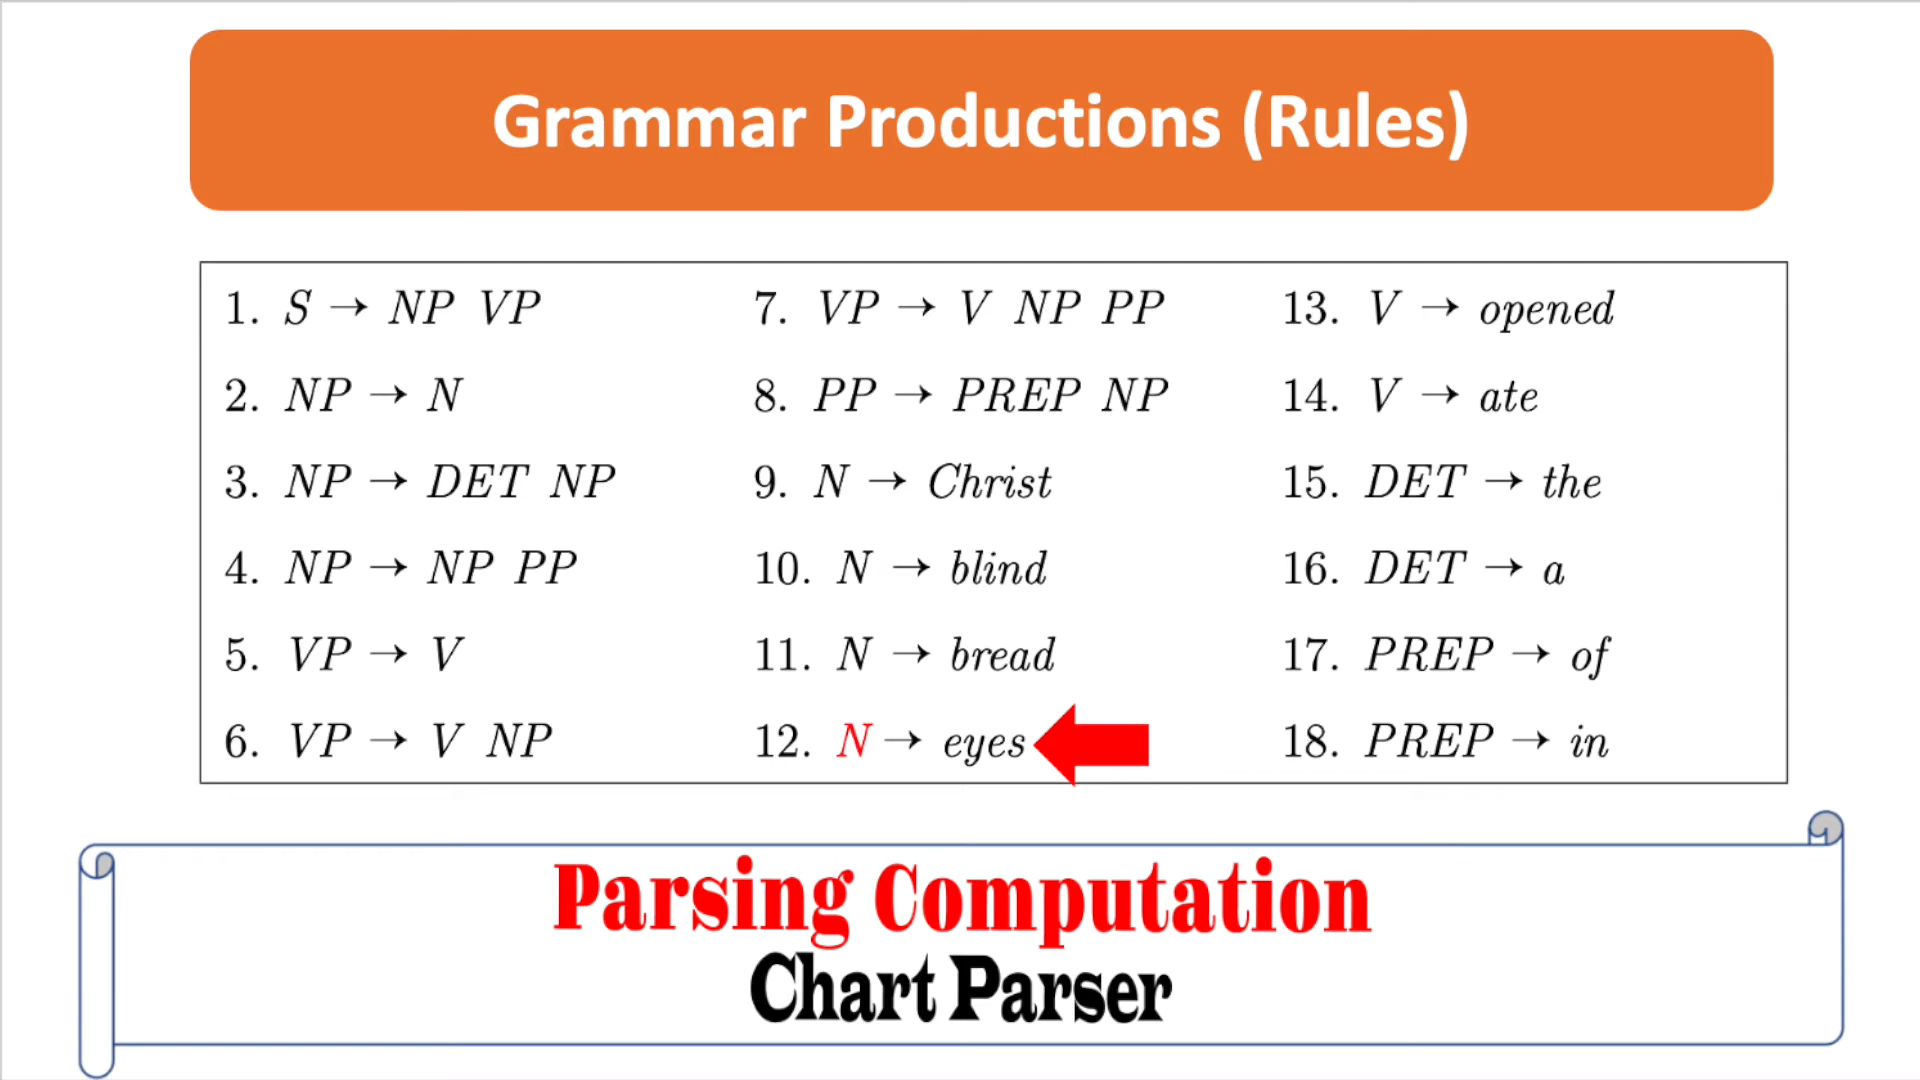 Grammar Productions (Rules)
1. S → NP VP
2. NP → N
3. NP → DET NP
4. NP → NP PP
5. VP → V
6. VP → V NP
7. VP → V NP PP
8. PP → PREP NP
9. N → Christ
10. N → blind
11. N → bread
12. N → eyes
13. V → opened
14. V → ate
15. DET → the
16. DET → a
17. PREP → of
18. PREP → in
Parsing Computation
Chart Parser